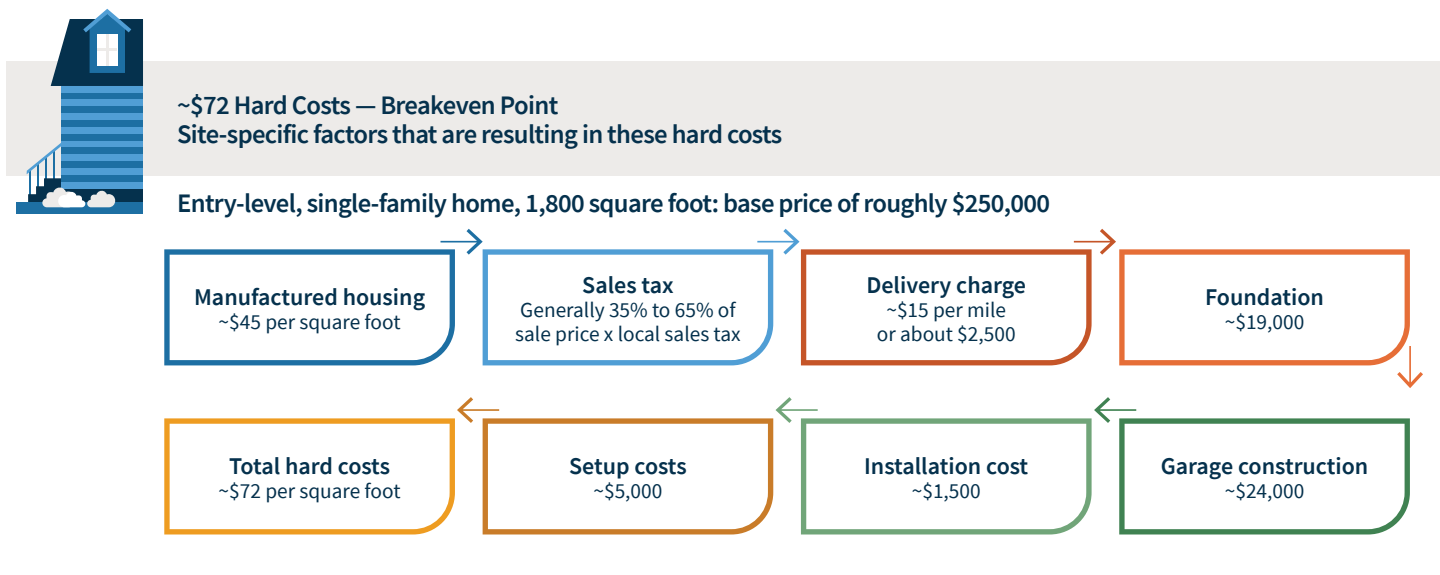 ~$72 Hard Costs — Breakeven Point
Site-specific factors that are resulting in these hard costs
Entry-level, single-family home, 1,800 square foot: base price of roughly $250,000
Manufactured housing
~$45 per square foot
Sales tax
Generally 35% to 65% of
sale price x local sales tax
Delivery charge
~$15 per mile
or about $2,500
Foundation
~$19,000
Garage construction
~$24,000
Installation cost
~$1,500
Setup costs
~$5,000
Total hard costs
~$72 per square foot